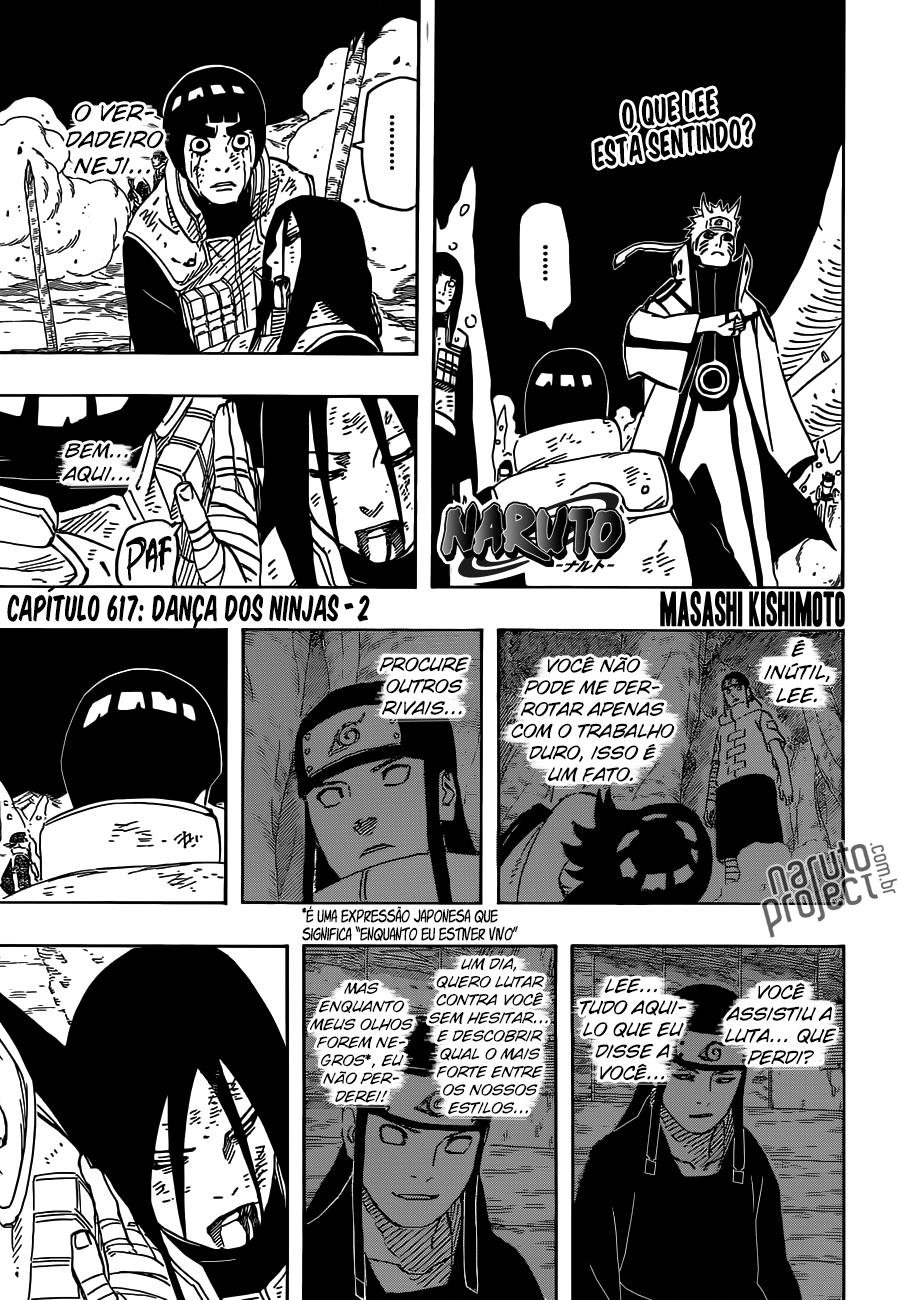 O QUE LEE
ESTÁ SENTINDO?
.......
.......
O VER-
DADEIRO
NEJI...
BEM...
AQUI...
PAF
NARUTO
-ナルト-
CAPÍTULO 617: DANÇA DOS NINJAS - 2
MASASHI KISHIMOTO
É
INÚTIL,
LEE.
VOCÊ NÃO
PODE ME DER-
ROTAR APENAS
COM O TRABALHO
DURO, ISSO É
UM FATO.
PROCURE
OUTROS
RIVAIS...
naruto
project
.com.br
*É UMA EXPRESSÃO JAPONESA QUE
SIGNIFICA "ENQUANTO EU ESTIVER VIVO"
VOCÊ
ASSISTIU A
LUTA... QUE
PERDI?
LEE...
TUDO AQUI-
LO QUE EU
DISSE A
VOCÊ...
UM DIA,
QUERO LUTAR
CONTRA VOCÊ
SEM HESITAR...
E DESCOBRIR
QUAL O MAIS
FORTE ENTRE
OS NOSSOS
ESTILOS...
MAS
ENQUANTO
MEUS OLHOS
FOREM NE-
GROS*, EU
NÃO PER-
DEREI!